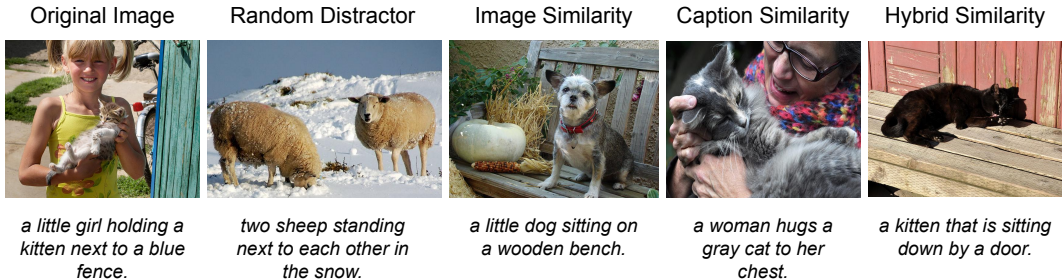 Original Image
Random Distractor
Image Similarity
Caption Similarity
Hybrid Similarity
a little girl holding a
kitten next to a blue
fence.
two sheep standing
next to each other in
the snow.
a little dog sitting on
a wooden bench.
a woman hugs a
gray cat to her
chest.
a kitten that is sitting
down by a door.